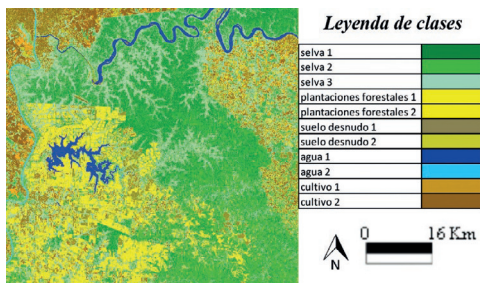 Leyenda de clases
selva 1
selva 2
selva 3
plantaciones forestales 1
plantaciones forestales 2
suelo desnudo 1
suelo desnudo 2
agua 1
agua 2
cultivo 1
cultivo 2
0 16 Km
N